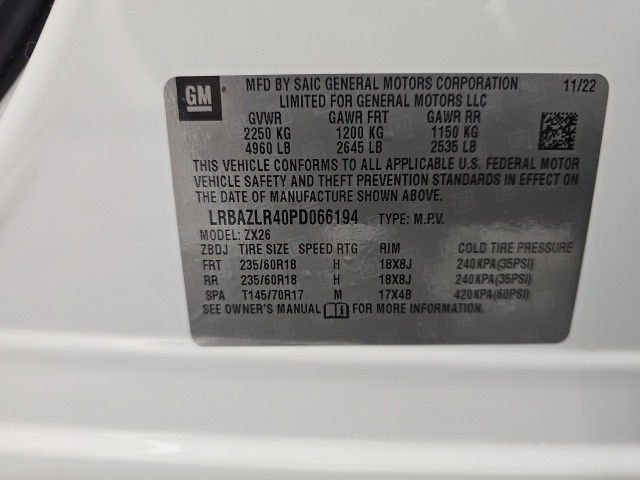 GM ® MFD BY SAIC GENERAL MOTORS CORPORATION 11/22
LIMITED FOR GENERAL MOTORS LLC
GVWR GAWR FRT GAWR RR
2250 KG 1200 KG 1150 KG
4960 LB 2645 LB 2535 LB
THIS VEHICLE CONFORMS TO ALL APPLICABLE U.S. FEDERAL MOTOR
VEHICLE SAFETY AND THEFT PREVENTION STANDARDS IN EFFECT ON
THE DATE OF MANUFACTURE SHOWN ABOVE.
LRBAZLR40PD066194 TYPE: M.P.V.
MODEL: ZX26
ZBDJ TIRE SIZE SPEED RTG RIM COLD TIRE PRESSURE
FRT 235/60R18 H 18X8J 240KPA(35PSI)
RR 235/60R18 H 18X8J 240KPA(35PSI)
SPA T145/70R17 M 17X4B 420KPA(60PSI)
SEE OWNER'S MANUAL FOR MORE INFORMATION.